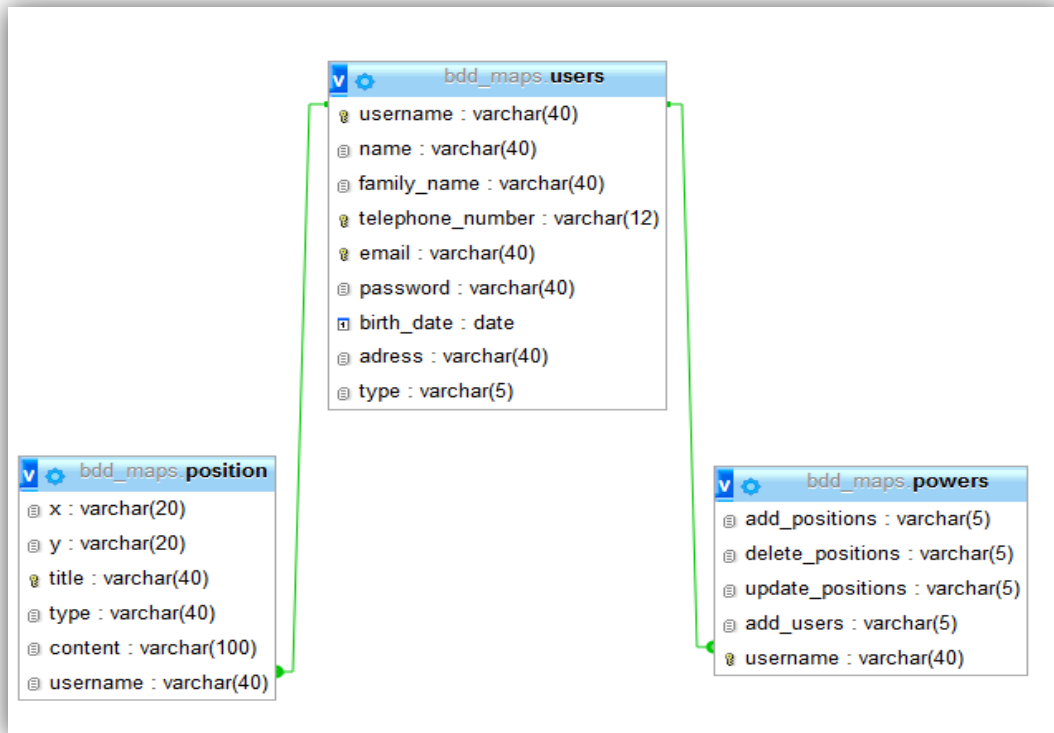 bdd_maps.users
username : varchar(40)
name : varchar(40)
family_name : varchar(40)
telephone_number : varchar(12)
email : varchar(40)
password : varchar(40)
birth_date : date
adress : varchar(40)
type : varchar(5)
bdd_maps.position
x : varchar(20)
y : varchar(20)
title : varchar(40)
type : varchar(40)
content : varchar(100)
username : varchar(40)
bdd_maps.powers
add_positions : varchar(5)
delete_positions : varchar(5)
update_positions : varchar(5)
add_users : varchar(5)
username : varchar(40)